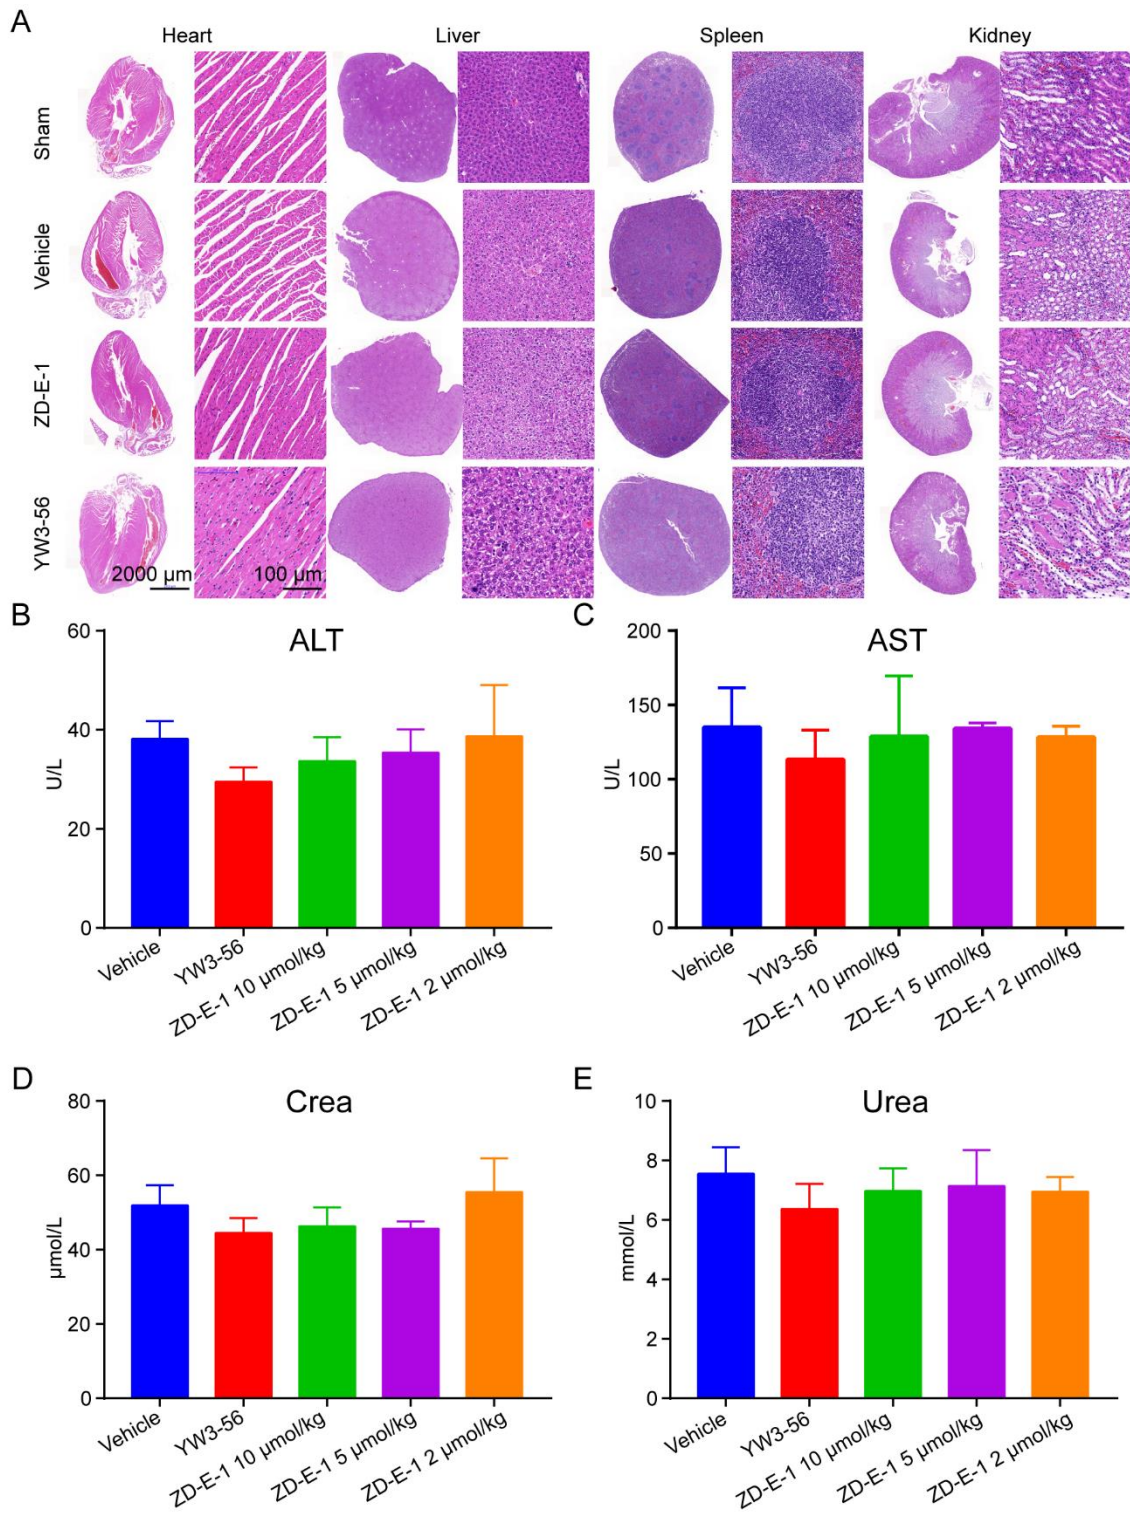 A
Heart Liver Spleen Kidney
Sham
Vehicle
ZD-E-1
YW3-56
2000 µm 100 µm
B
ALT
60
40
20
0
U/L
Vehicle
YW3-56
ZD-E-1 10 µmol/kg
ZD-E-1 5 µmol/kg
ZD-E-1 2 µmol/kg
C
AST
200
150
100
50
0
U/L
Vehicle
YW3-56
ZD-E-1 10 µmol/kg
ZD-E-1 5 µmol/kg
ZD-E-1 2 µmol/kg
D
Crea
80
60
40
20
0
µmol/L
Vehicle
YW3-56
ZD-E-1 10 µmol/kg
ZD-E-1 5 µmol/kg
ZD-E-1 2 µmol/kg
E
Urea
10
8
6
4
2
0
mmol/L
Vehicle
YW3-56
ZD-E-1 10 µmol/kg
ZD-E-1 5 µmol/kg
ZD-E-1 2 µmol/kg